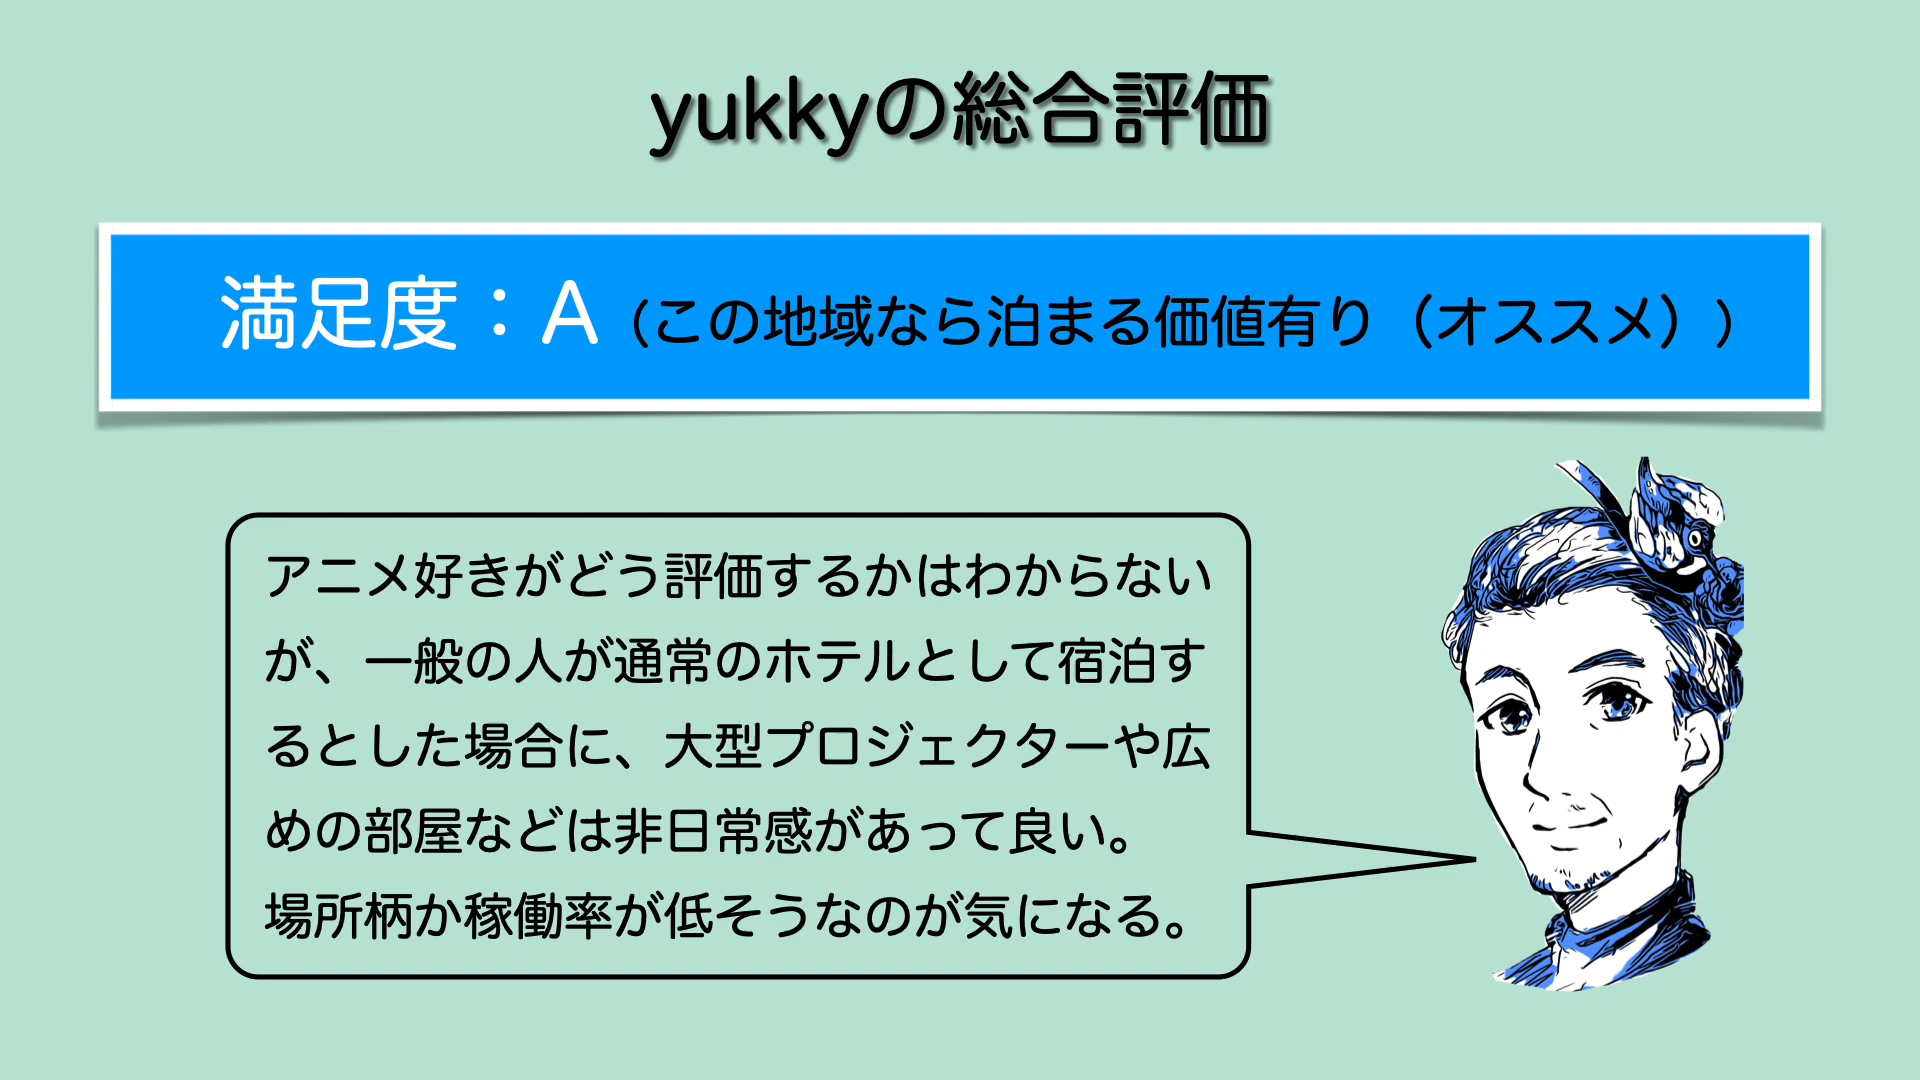 yukkyの総合評価
満足度：A（この地域なら泊まる価値有り（オススメ））
アニメ好きがどう評価するかはわからない
が、一般の人が通常のホテルとして宿泊す
るとした場合に、大型プロジェクターや広
めの部屋などは非日常感があって良い。
場所柄か稼働率が低そうなのが気になる。